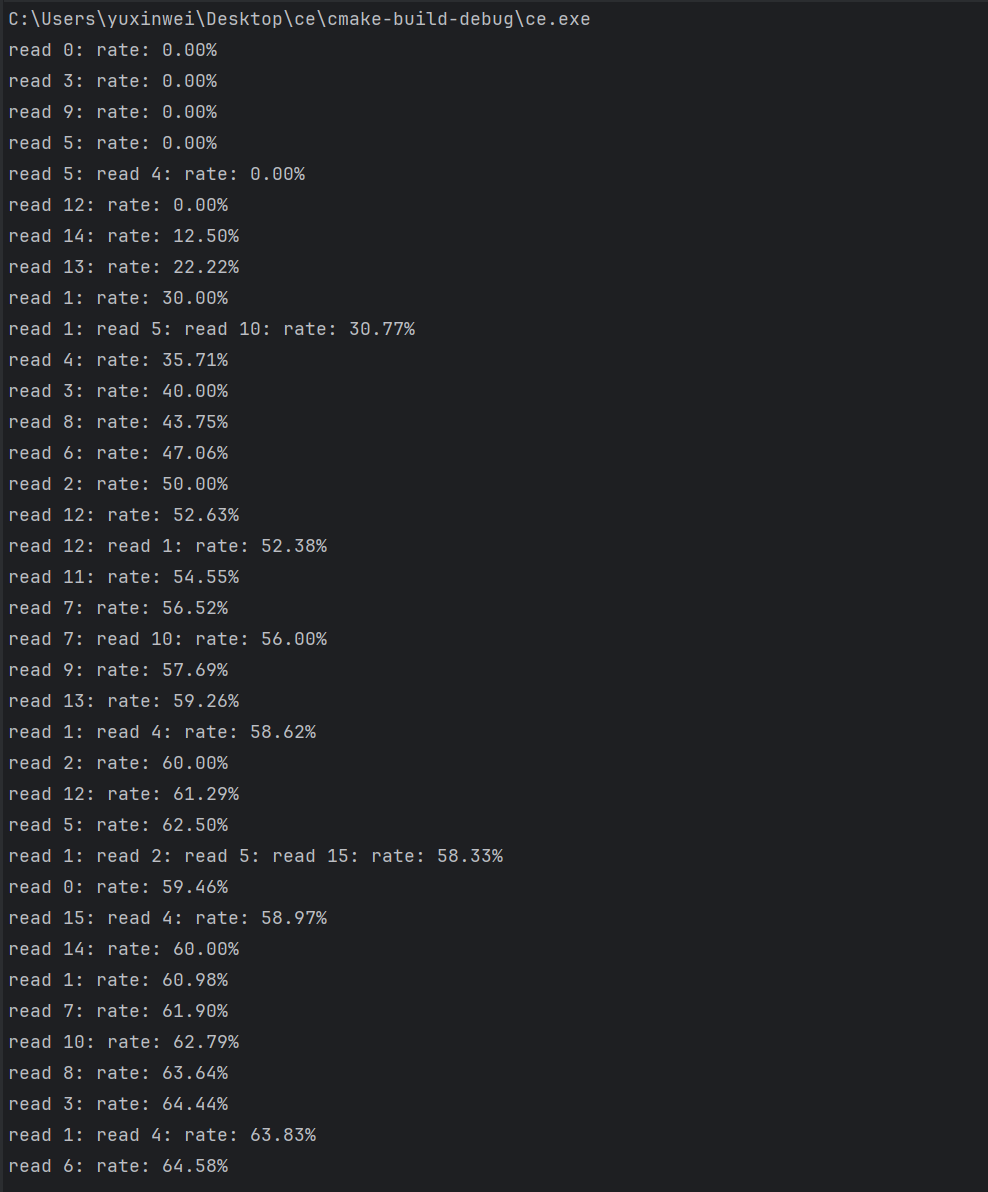 C:\Users\yuxinwei\Desktop\ce\cmake-build-debug\ce.exe
read 0: rate: 0.00%
read 3: rate: 0.00%
read 9: rate: 0.00%
read 5: rate: 0.00%
read 5: read 4: rate: 0.00%
read 12: rate: 0.00%
read 14: rate: 12.50%
read 13: rate: 22.22%
read 1: rate: 30.00%
read 1: read 5: read 10: rate: 30.77%
read 4: rate: 35.71%
read 3: rate: 40.00%
read 8: rate: 43.75%
read 6: rate: 47.06%
read 2: rate: 50.00%
read 12: rate: 52.63%
read 12: read 1: rate: 52.38%
read 11: rate: 54.55%
read 7: rate: 56.52%
read 7: read 10: rate: 56.00%
read 9: rate: 57.69%
read 13: rate: 59.26%
read 1: read 4: rate: 58.62%
read 2: rate: 60.00%
read 12: rate: 61.29%
read 5: rate: 62.50%
read 1: read 2: read 5: read 15: rate: 58.33%
read 0: rate: 59.46%
read 15: read 4: rate: 58.97%
read 14: rate: 60.00%
read 1: rate: 60.98%
read 7: rate: 61.90%
read 10: rate: 62.79%
read 8: rate: 63.64%
read 3: rate: 64.44%
read 1: read 4: rate: 63.83%
read 6: rate: 64.58%